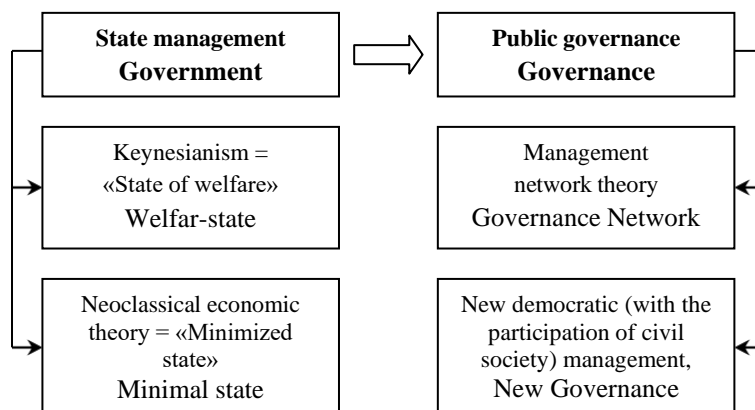 State management
Government
Public governance
Governance
Keynesianism =
«State of welfare»
Welfar-state
Management
network theory
Governance Network
Neoclassical economic
theory = «Minimized
state»
Minimal state
New democratic (with the
participation of civil
society) management,
New Governance